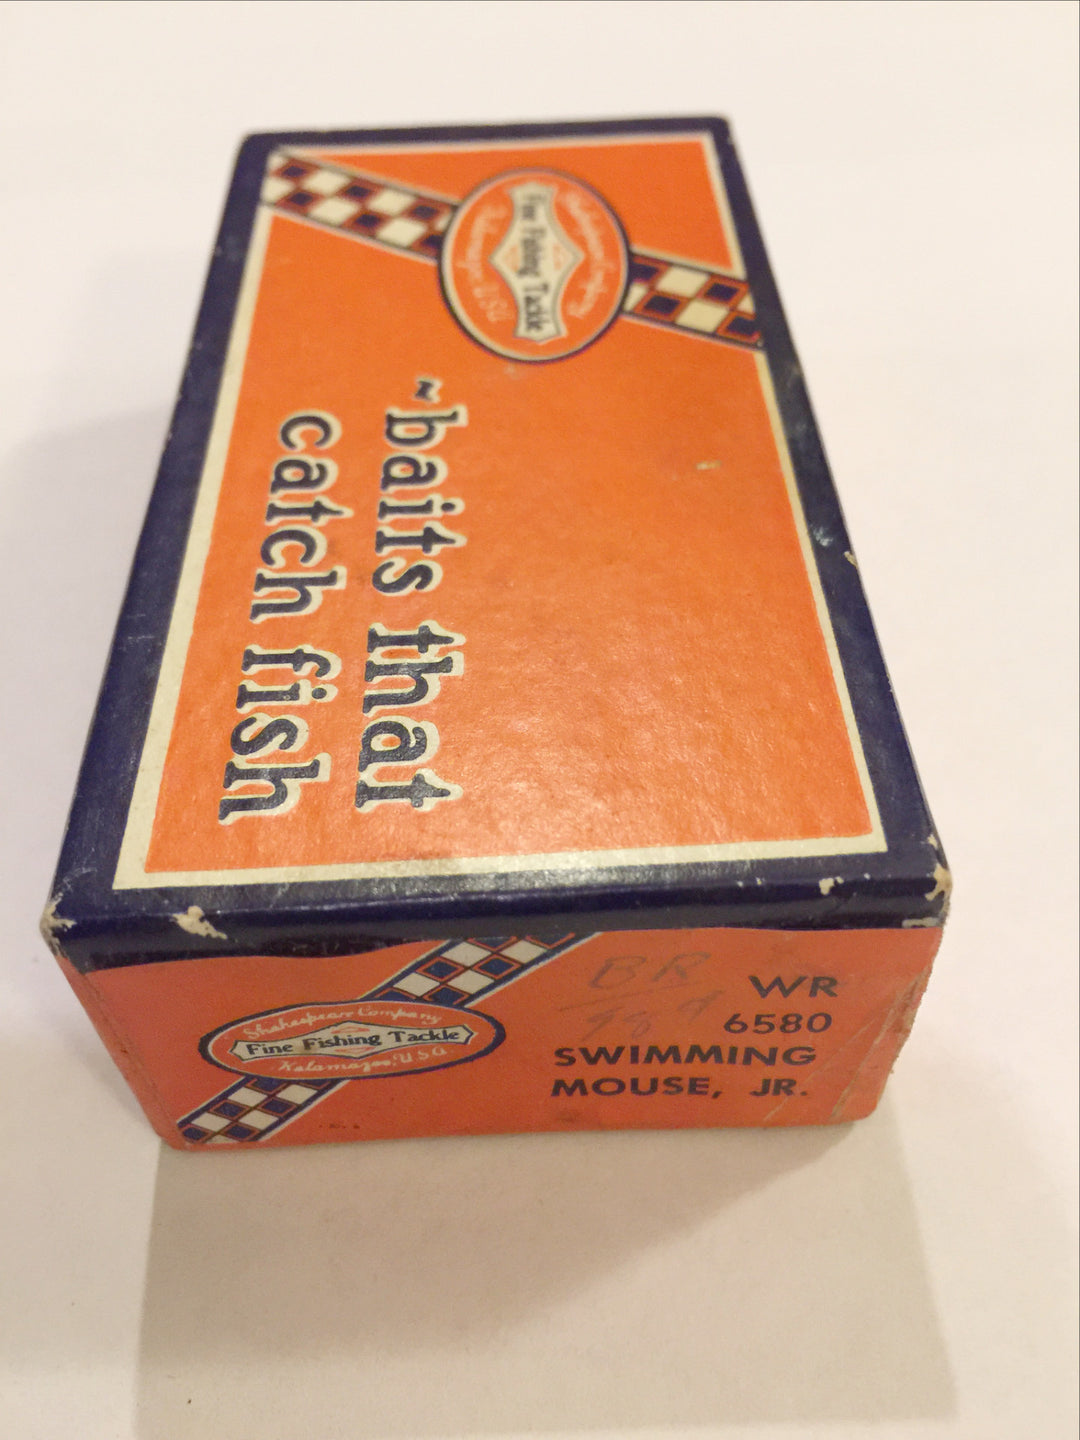 Shakespeare Company
Fine Fishing Tackle
Kalamazoo, U.S.A.
~baits that
catch fish
Shakespeare Company
Fine Fishing Tackle
Kalamazoo, U.S.A.
BR
WR
6580
SWIMMING
MOUSE, JR.